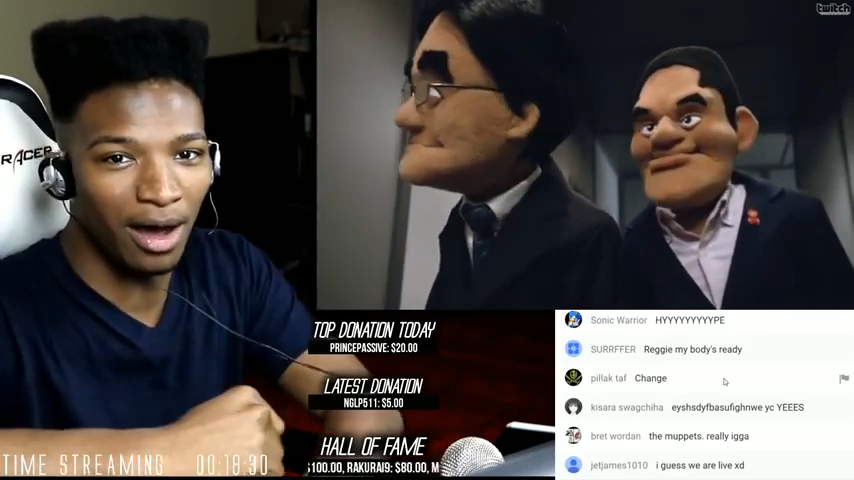 twitch
RACER
TOP DONATION TODAY
PRINCEPASSIVE: $20.00
LATEST DONATION
NGLP511: $5.00
HALL OF FAME
$100.00, RAKURAI9: $80.00, M
TIME STREAMING 00:18:30
Sonic Warrior HYYYYYYYYYPE
SURRFFER Reggie my body's ready
pillak taf Change
kisara swagchiha eyshsdyfbasufighnwe yc YEEES
bret wordan the muppets. really igga
jetjames1010 i guess we are live xd